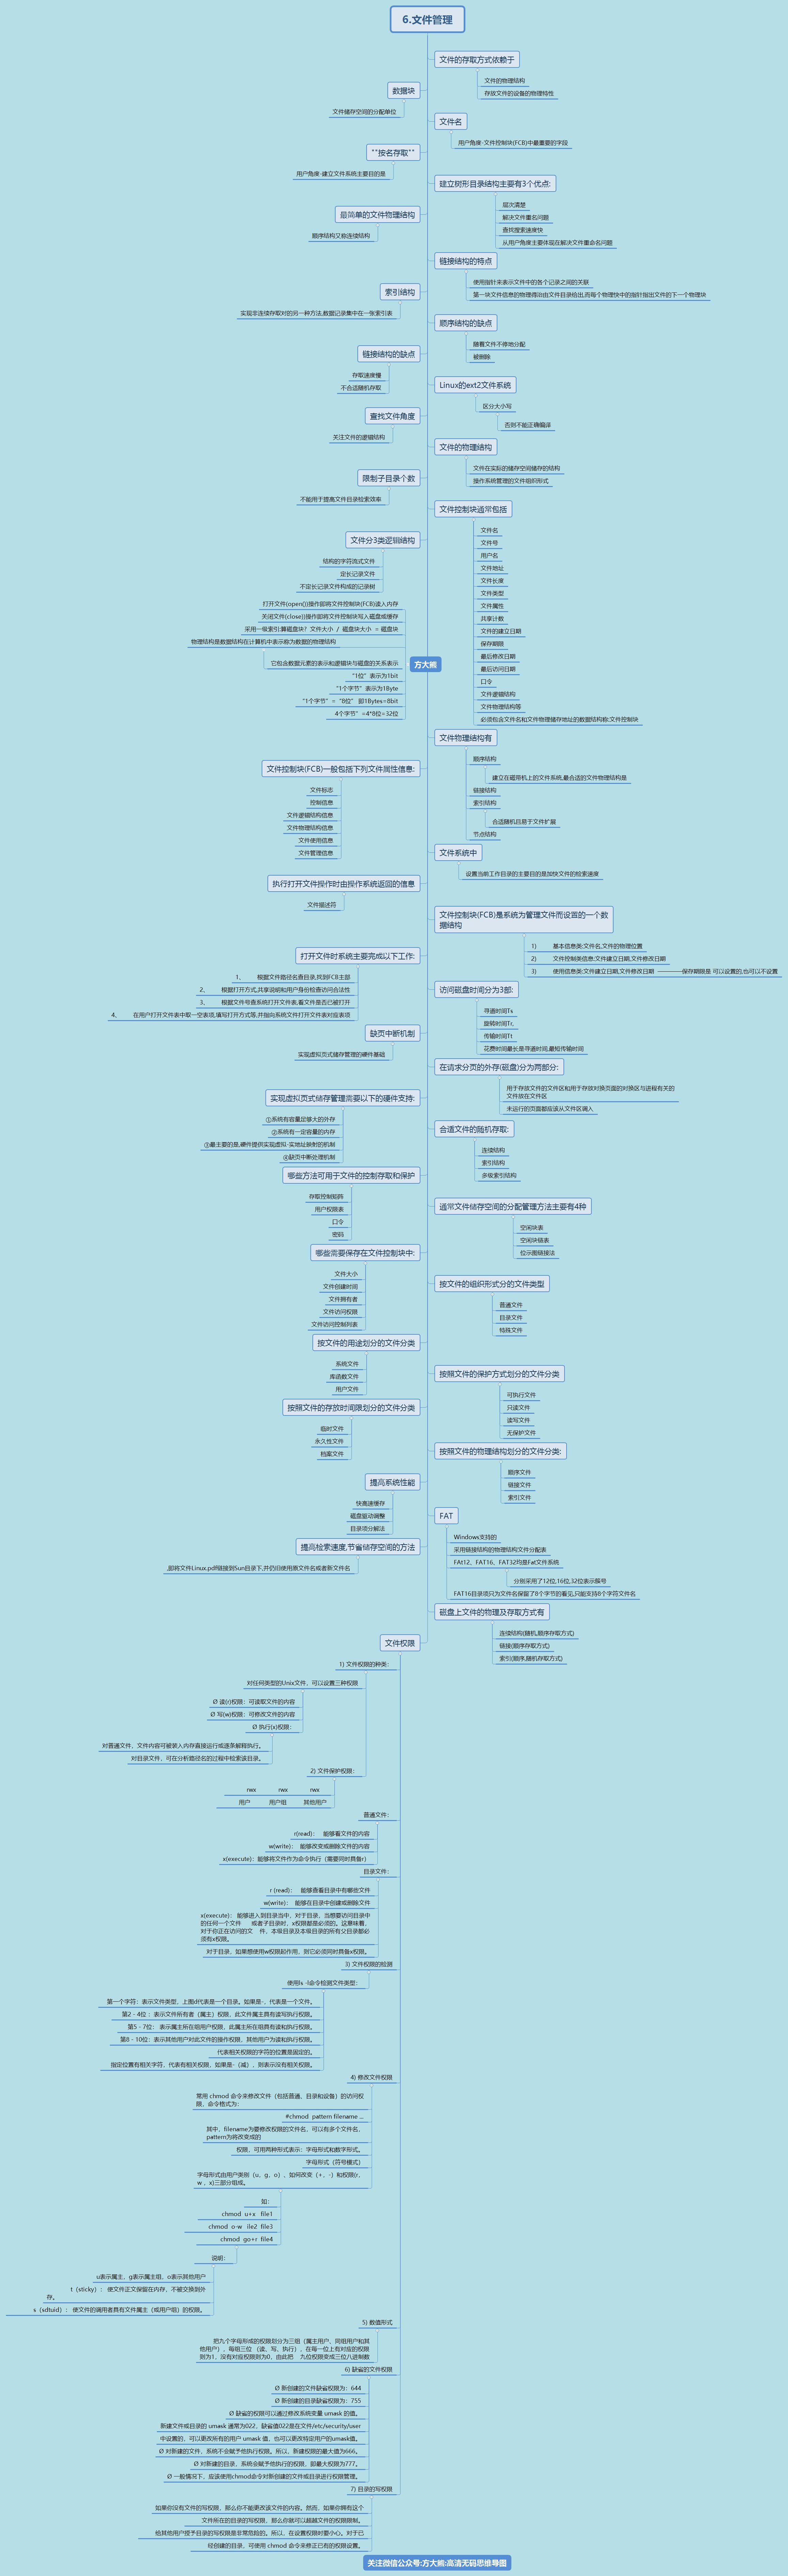 6.文件管理
文件的存取方式依赖于
文件的物理结构
存放文件的设备的物理特性
文件名
用户角度-文件控制块(FCB)中最重要的字段
建立树形目录结构主要有3个优点:
层次清楚
解决文件重名问题
查找搜索速度快
从用户角度主要体现在解决文件重命名问题
链接结构的特点
使用指针来表示文件中的各个记录之间的关联
第一块文件信息的物理得劲由文件目录给出,而每个物理快中的指针指出文件的下一个物理块
顺序结构的缺点
随着文件不停地分配
被删除
Linux的ext2文件系统
区分大小写
否则不能正确编译
文件的物理结构
文件在实际的储存空间储存的结构
操作系统管理的文件组织形式
文件控制块通常包括
文件名
文件号
用户名
文件地址
文件长度
文件类型
文件属性
共享计数
文件的建立日期
保存期限
最后修改日期
最后访问日期
口令
文件逻辑结构
文件物理结构等
必须包含文件名和文件物理储存地址的数据结构称:文件控制块
文件物理结构有
顺序结构
建立在磁带机上的文件系统,最合适的文件物理结构是
链接结构
索引结构
合适随机且易于文件扩展
节点结构
文件系统中
设置当前工作目录的主要目的是加快文件的检索速度
文件控制块(FCB)是系统为管理文件而设置的一个数
据结构
1) 基本信息类;文件名,文件的物理位置
2) 文件控制类信息:文件建立日期,文件修改日期
3) 使用信息类;文件建立日期,文件修改日期 ————保存期限是 可以设置的,也可以不设置
访问磁盘时间分为3部:
寻道时间Ts
旋转时间Tr,
传输时间Tt
花费时间最长是寻道时间,最短传输时间
在请求分页的外存(磁盘)分为两部分:
用于存放文件的文件区和用于存放对换页面的对换区与进程有关的
文件放在文件区
未运行的页面都应该从文件区调入
合适文件的随机存取:
连续结构
索引结构
多级索引结构
通常文件储存空间的分配管理方法主要有4种
空闲块表
空闲块链表
位示图链接法
按文件的组织形式分的文件类型
普通文件
目录文件
特殊文件
按照文件的保护方式划分的文件分类
可执行文件
只读文件
读写文件
无保护文件
按照文件的物理结构划分的文件分类:
顺序文件
链接文件
索引文件
FAT
Windows支持的
采用链接结构的物理结构文件分配表
FAt12、FAT16、FAT32均是Fat文件系统
分别采用了12位,16位,32位表示簇号
FAT16目录项只为文件名保留了8个字节的看见,只能支持8个字符文件名
磁盘上文件的物理及存取方式有
连续结构(随机,顺序存取方式)
链接(顺序存取方式)
索引(顺序,随机存取方式)
数据块
文件储存空间的分配单位
""按名存取""
用户角度-建立文件系统主要目的是
最简单的文件物理结构
顺序结构又称连续结构
索引结构
实现非连续存取对的另一种方法,数据记录集中在一张索引表
链接结构的缺点
存取速度慢
不合适随机存取
查找文件角度
关注文件的逻辑结构
限制子目录个数
不能用于提高文件目录检索效率
文件分3类逻辑结构
结构的字符流式文件
定长记录文件
不定长记录文件构成的记录树
方大熊
打开文件(open())操作即将文件控制块(FCB)读入内存
关闭文件(close))操作即将文件控制块写入磁盘或缓存
采用一级索引,算磁盘块? 文件大小 / 磁盘块大小 = 磁盘块
物理结构是数据结构在计算机中表示称为数据的物理结构
它包含数据元素的表示和逻辑块与磁盘的关系表示
"1位" 表示为1bit
"1个字节" 表示为1Byte
"1个字节" = "8位" 即1Bytes=8bit
4个字节" =4*8位=32位
文件控制块(FCB)一般包括下列文件属性信息:
文件标志
控制信息
文件逻辑结构信息
文件物理结构信息
文件使用信息
文件管理信息
执行打开文件操作时由操作系统返回的信息
文件描述符
打开文件时系统主要完成以下工作:
1、 根据文件路径名查目录,找到FCB主部
2、 根据打开方式,共享说明和用户身份检查访问合法性
3、 根据文件号查系统打开文件表,看文件是否已被打开
4、 在用户打开文件表中取一空表项,填写打开方式等,并指向系统文件打开文件表对应表项
缺页中断机制
实现虚拟页式储存管理的硬件基础
实现虚拟页式储存管理需要以下的硬件支持:
①系统有容量足够大的外存
②系统有一定容量的内存
①最主要的是,硬件提供实现虚拟-实地址映射的机制
④缺页中断处理机制
哪些方法可用于文件的控制存取和保护
存取控制矩阵
用户权限表
口令
密码
哪些需要保存在文件控制块中:
文件大小
文件创建时间
文件拥有者
文件访问权限
文件访问控制列表
按文件的用途划分的文件分类
系统文件
库函数文件
用户文件
按照文件的存放时间限划分的文件分类
临时文件
永久性文件
档案文件
提高系统性能
快高速缓存
磁盘驱动调整
目录项分解法
提高检索速度,节省储存空间的方法
,即将文件Linux.pdf链接到Sun目录下,并仍旧使用原文件名或者新文件名
文件权限
1) 文件权限的种类:
对任何类型的Unix文件,可以设置三种权限
Ø 读(r)权限:可读取文件的内容
Ø 写(w)权限:可修改文件的内容
Ø 执行(x)权限:
对普通文件,文件内容可被装入内存直接运行或逐条解释执行。
对目录文件,可在分析路径名的过程中检索该目录。
2) 文件保护权限:
rwx rwx rwx
用户 用户组 其他用户
普通文件:
r(read): 能够看文件的内容
w(write): 能够改变或删除文件的内容
x(execute): 能够将文件作为命令执行(需要同时具备r)
目录文件:
r (read): 能够查看目录中有哪些文件
w(write): 能够在目录中创建或删除文件
x(execute): 能够进入到目录当中,对于目录,当想要访问目录中
的任何一个文件 或者子目录时,x权限都是必须的。这意味着,
对于你正在访问的文 件,本级目录及本级目录的所有父目录都必
须有x权限。
对于目录,如果想使用w权限起作用,则它必须同时具备x权限。
3) 文件权限的检测
使用ls -l命令检测文件类型:
第一个字符:表示文件类型,上图d代表是一个目录。如果是-,代表是一个文件。
第2-4位:表示文件所有者(属主)权限,此文件属主具有读写执行权限。
第5-7位:表示属主所在组用户权限,此属主所在组具有读和执行权限。
第8-10位:表示其他用户对此文件的操作权限,其他用户为读和执行权限。
代表相关权限的字符的位置是固定的。
指定位置有相关字符,代表有相关权限,如果是-(减),则表示没有相关权限。
4) 修改文件权限
常用 chmod 命令来修改文件(包括普通、目录和设备)的访问权
限,命令格式为:
#chmod pattern filename ...
其中,filename为要修改权限的文件名,可以有多个文件名,
pattern为将改变成的
权限,可用两种形式表示:字母形式和数字形式。
字母形式(符号模式)
字母形式由用户类别(u、g、o)、如何改变(+、-)和权限(r、
w 、x)三部分组成。
如:
chmod u+x file1
chmod o-w ile2 file3
chmod go+r file4
说明:
u表示属主,g表示属主组,o表示其他用户
t(sticky): 使文件正文保留在内存,不被交换到外
存。
s(sdtuid): 使文件的调用者具有文件属主(或用户组)的权限。
5) 数值形式
把九个字母形成的权限划分为三组(属主用户、同组用户和其
他用户),每组三位 (读、写、执行),在每一位上有对应的权限
则为1,没有对应权限则为0,由此把 九位权限变成三位八进制数
6) 缺省的文件权限
Ø 新创建的文件缺省权限为:644
Ø 新创建的目录缺省权限为:755
Ø 缺省的权限可以通过修改系统变量 umask 的值。
新建文件或目录的 umask 通常为022,缺省值022是在文件/etc/security/user
中设置的,可以更改所有的用户 umask 值,也可以更改特定用户的umask值。
Ø 对新建的文件,系统不会赋予他执行权限。所以,新建权限的最大值为666。
Ø 对新建的目录,系统会赋予他执行的权限,即最大权限为777。
Ø 一般情况下,应该使用chmod命令对新创建的文件或目录进行权限管理。
7) 目录的写权限
如果你没有文件的写权限,那么你不能更改该文件的内容。然而,如果你拥有这个
文件所在的目录的写权限,那么你就可以超越文件的权限限制。
给其他用户授予目录的写权限是非常危险的。所以,在设置权限时要小心。对于已
经创建的目录,可使用 chmod 命令来修正已有的权限设置。
关注微信公众号:方大熊:高清无码思维导图